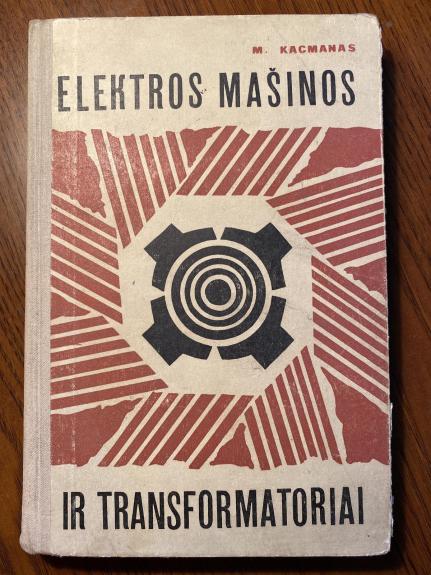 M. KACMANAS
ELEKTROS MAŠINOS
IR TRANSFORMATORIAI